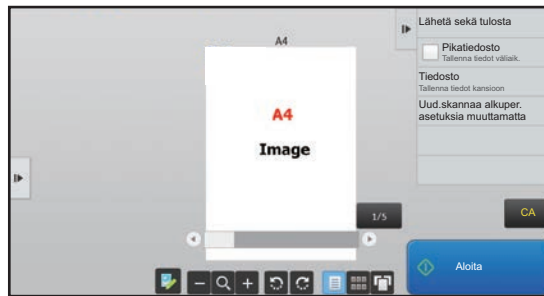 A4
A4
Image
1/5
Lähetä sekä tulosta
Pikatiedosto
Tallenna tiedot väliaik.
Tiedosto
Tallenna tiedot kansioon
Uud.skannaa alkuper.
asetuksia muuttamatta
CA
Aloita